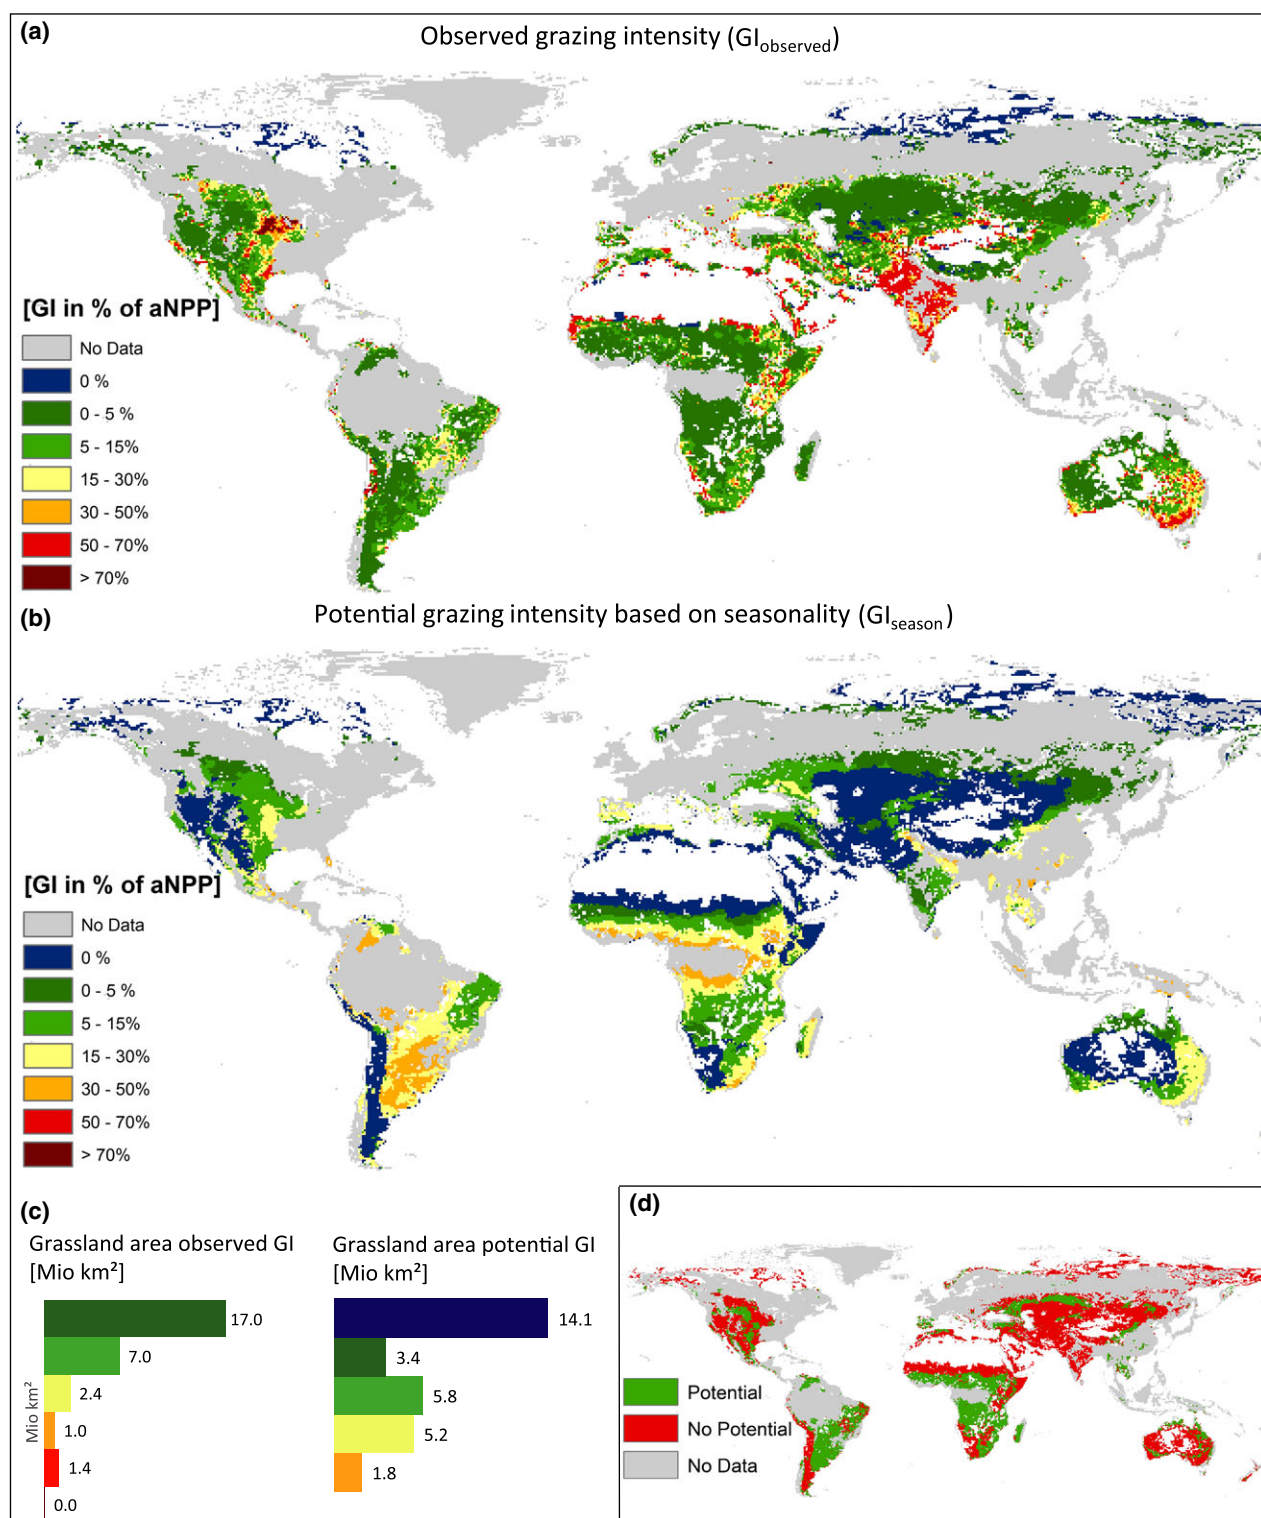 (a)
Observed grazing intensity (GIobserved)
[GI in % of aNPP]
No Data
0 %
0 - 5 %
5 - 15%
15 - 30%
30 - 50%
50 - 70%
> 70%
(b)
Potential grazing intensity based on seasonality (GIseason)
[GI in % of aNPP]
No Data
0 %
0 - 5 %
5 - 15%
15 - 30%
30 - 50%
50 - 70%
> 70%
(c)
Grassland area observed GI
[Mio km²]
Mio km²
17.0
7.0
2.4
1.0
1.4
0.0
Grassland area potential GI
[Mio km²]
14.1
3.4
5.8
5.2
1.8
(d)
Potential
No Potential
No Data